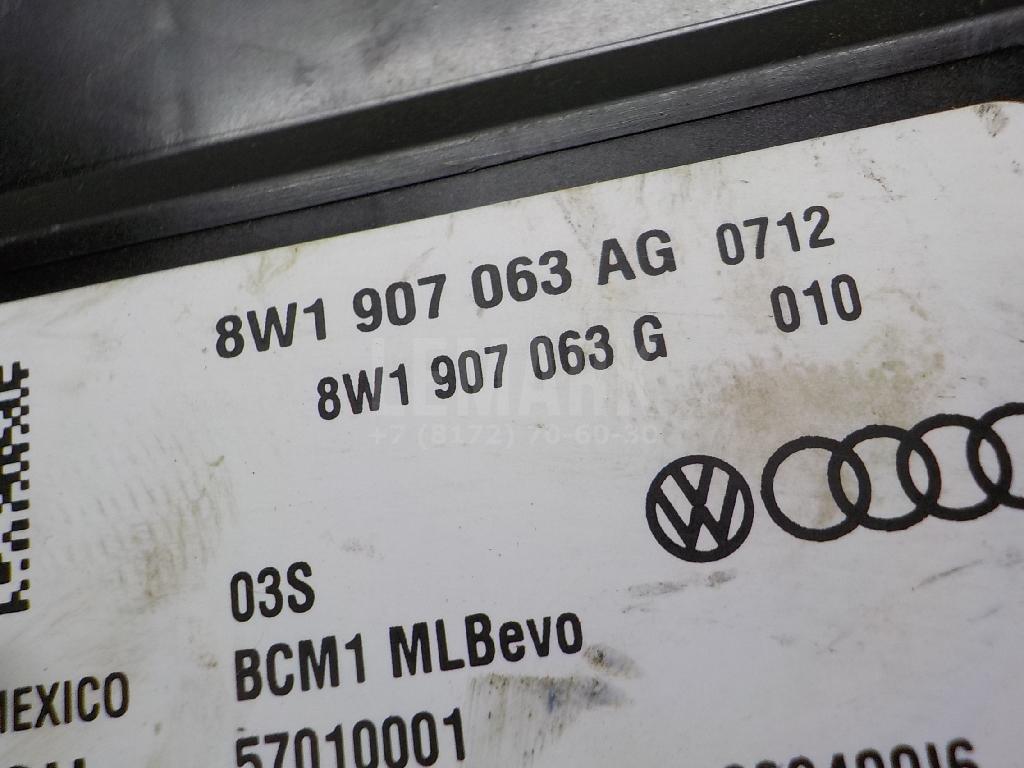 8W1 907 063 AG 0712
8W1 907 063 G 010
LEMARK
+7 (8172) 70-60-30
03S
BCM1 MLBevo
MEXICO
57010001